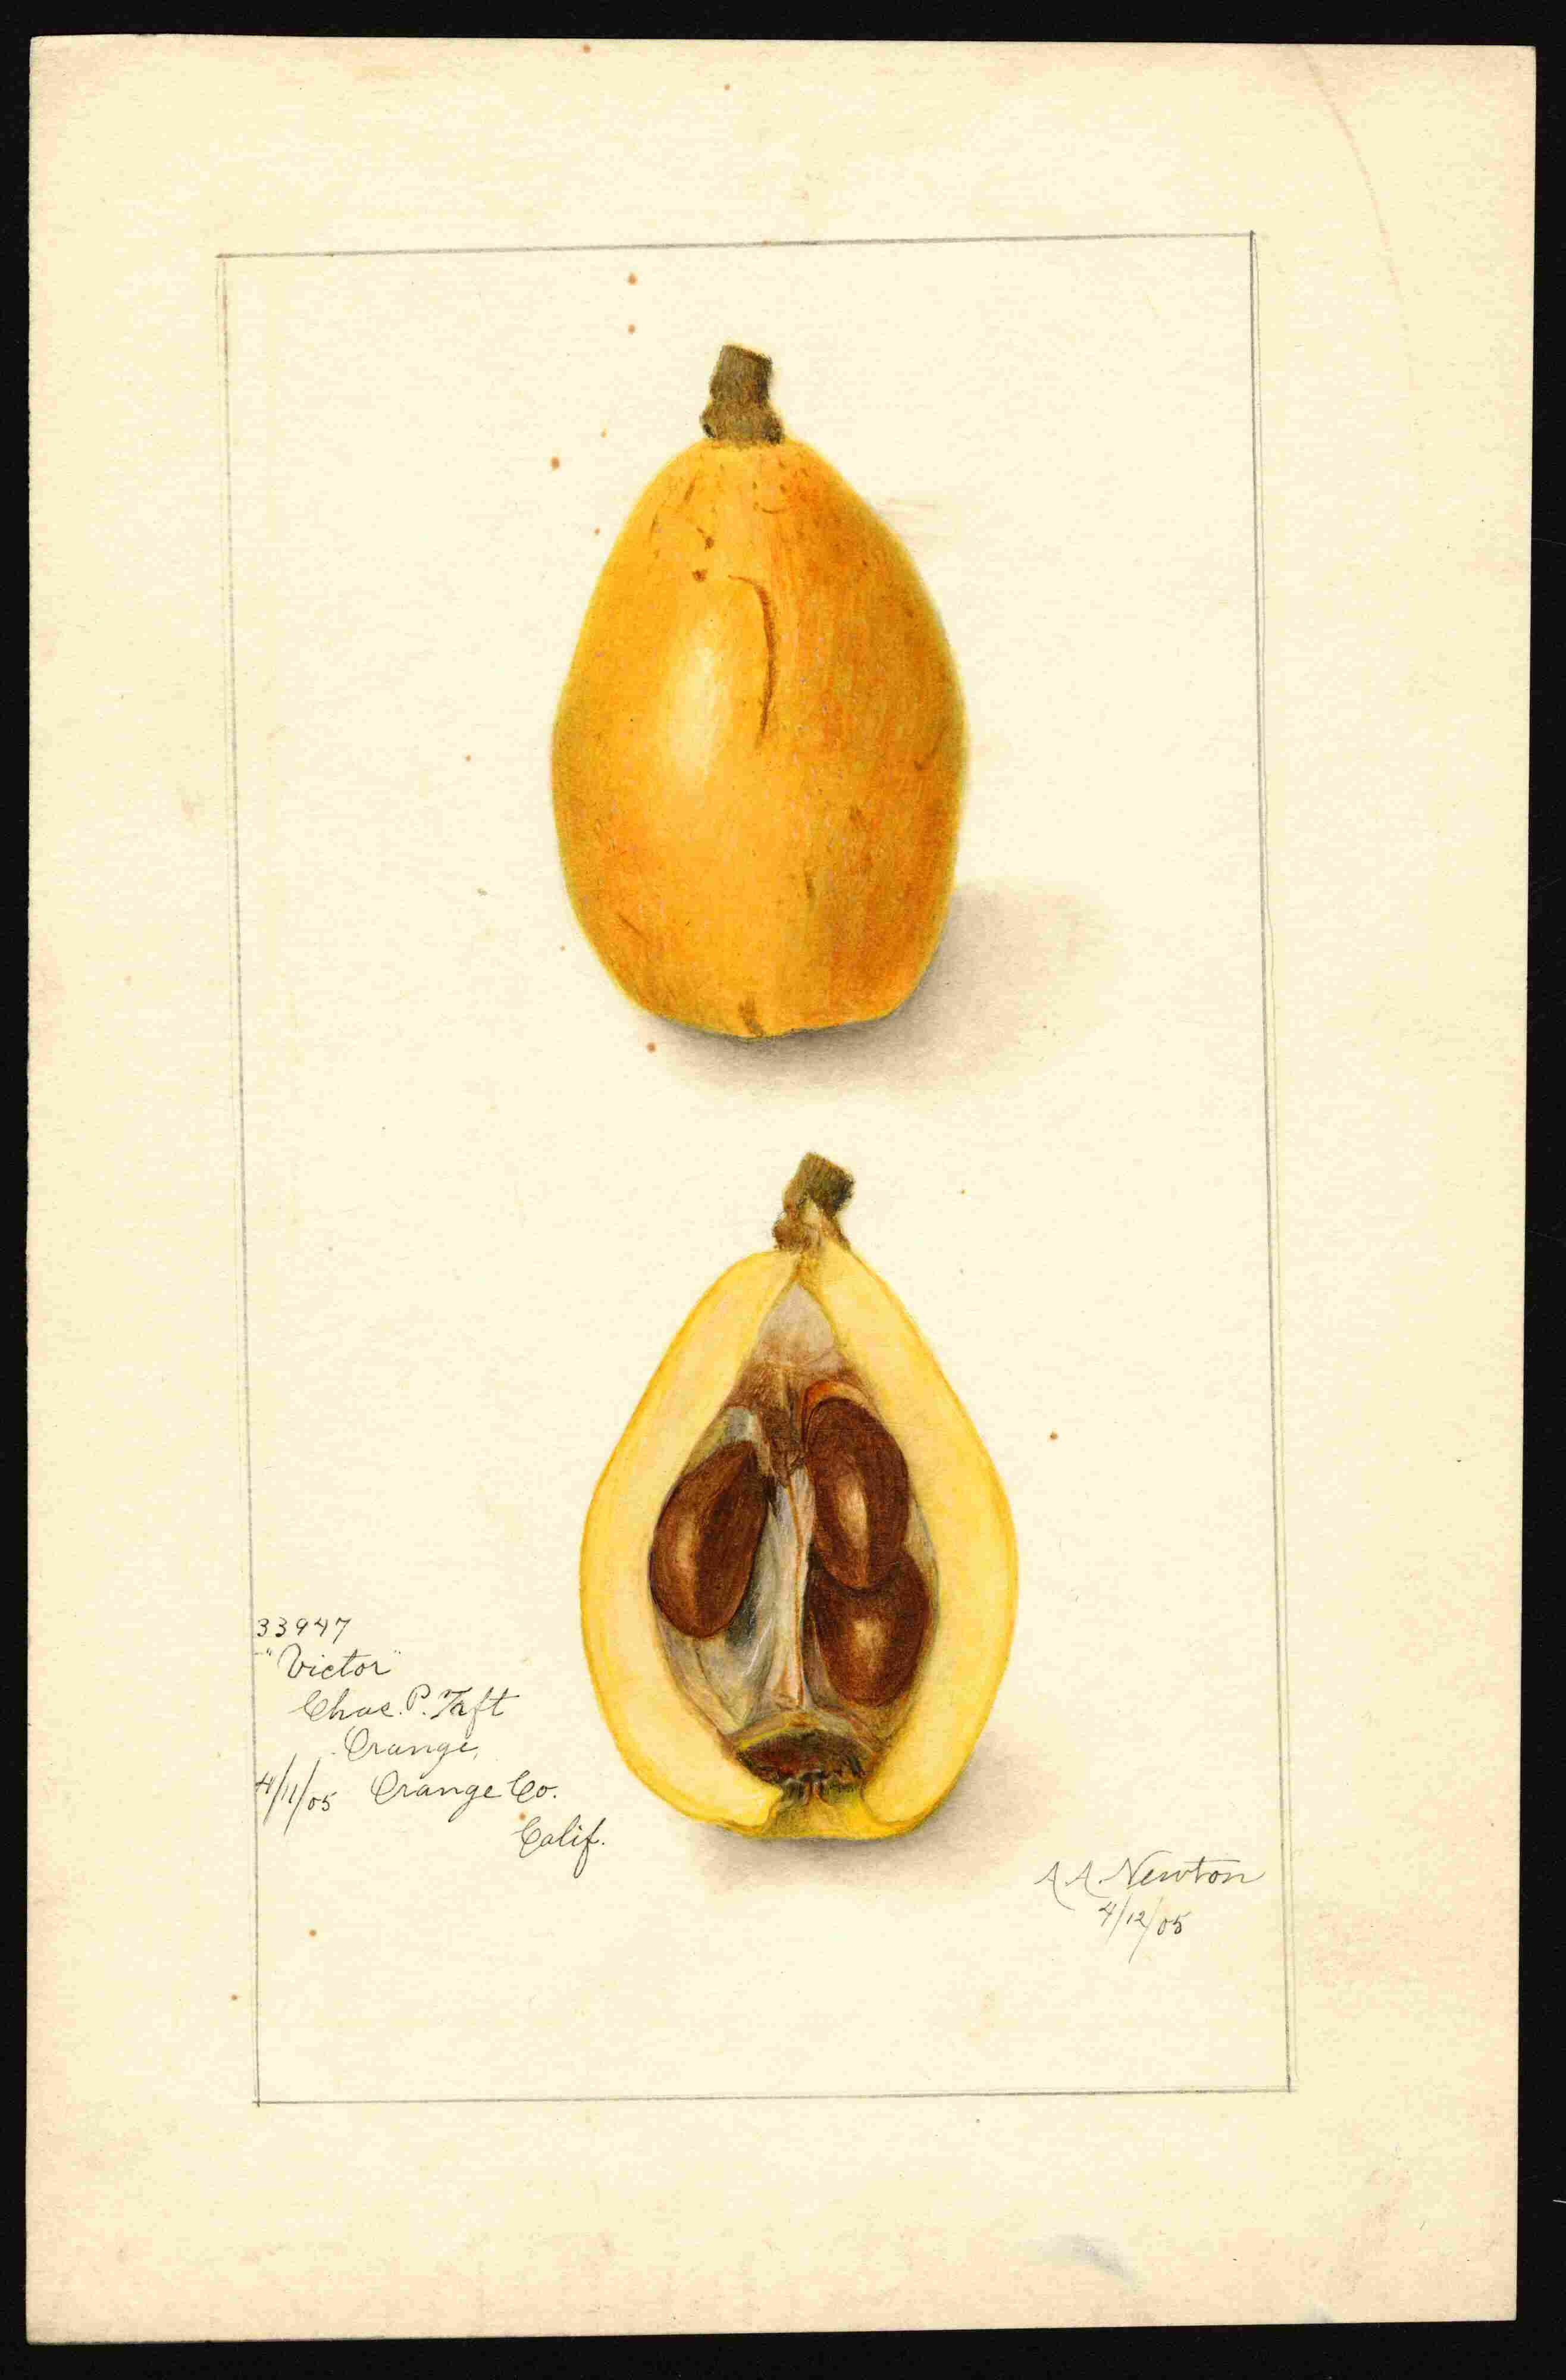 33947
"Victor"
Chas. P. Taft
Orange,
4/11/05 Orange Co.
Calif.
A. A. Newton
4/12/05